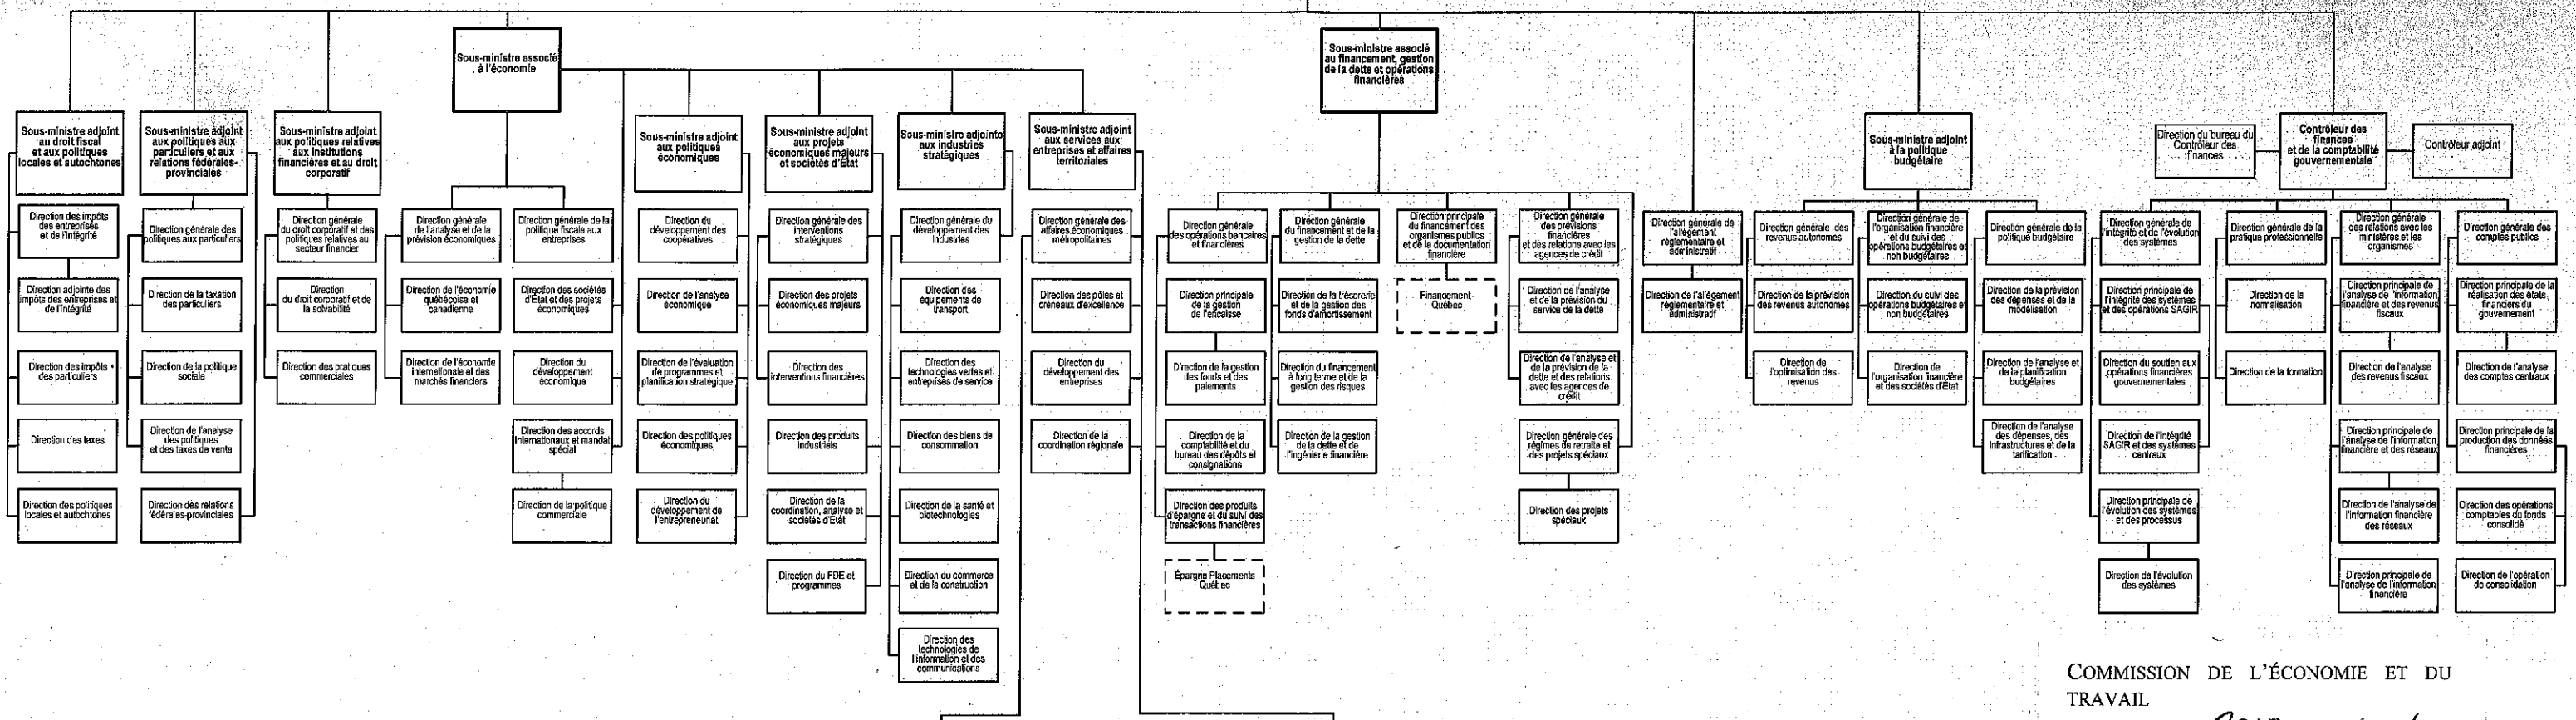 Sous-ministre associé
à l'économie
Sous-ministre associé
au financement, gestion
de la dette et opérations
financières
Sous-ministre adjoint
au droit fiscal
et aux politiques
locales et autochtones
Sous-ministre adjoint
aux politiques aux
particuliers et aux
relations fédérales-
provinciales
Sous-ministre adjoint
aux politiques relatives
aux institutions
financières et au droit
corporatif
Sous-ministre adjoint
aux politiques
économiques
Sous-ministre adjoint
aux projets
économiques majeurs
et sociétés d'État
Sous-ministre adjointe
aux industries
stratégiques
Sous-ministre adjoint
aux services aux
entreprises et affaires
territoriales
Sous-ministre adjoint
à la politique
budgétaire
Direction du bureau du
Contrôleur des
finances
Contrôleur des
finances
et de la comptabilité
gouvernementale
Contrôleur adjoint
Direction des impôts
des entreprises
et de l'intégrité
Direction adjointe des
impôts des entreprises et
de l'intégrité
Direction des impôts
des particuliers
Direction des taxes
Direction des politiques
locales et autochtones
Direction générale des
politiques aux particuliers
Direction de la taxation
des particuliers
Direction de la politique
sociale
Direction de l'analyse
des politiques
et des taxes de vente
Direction des relations
fédérales-provinciales
Direction générale
du droit corporatif et des
politiques relatives au
secteur financier
Direction
du droit corporatif et de
la solvabilité
Direction des pratiques
commerciales
Direction générale
de l'analyse et de la
prévision économiques
Direction de l'économie
québécoise et
canadienne
Direction de l'économie
internationale et des
marchés financiers
Direction générale de la
politique fiscale aux
entreprises
Direction des sociétés
d'État et des projets
économiques
Direction du
développement
économique
Direction des accords
internationaux et mandat
spécial
Direction de la politique
commerciale
Direction du
développement des
coopératives
Direction de l'analyse
économique
Direction de l'évaluation
de programmes et
planification stratégique
Direction des politiques
économiques
Direction du
développement de
l'entrepreneuriat
Direction générale des
interventions
stratégiques
Direction des projets
économiques majeurs
Direction des
interventions financières
Direction des produits
industriels
Direction de la
coordination, analyse et
sociétés d'État
Direction du FDE et
programmes
Direction générale du
développement des
industries
Direction des
équipements de
transport
Direction des
technologies vertes et
entreprises de service
Direction des biens de
consommation
Direction de la santé et
biotechnologies
Direction du commerce
et de la construction
Direction des
technologies de
l'information et des
communications
Direction générale des
affaires économiques
métropolitaines
Direction des pôles et
créneaux d'excellence
Direction du
développement des
entreprises
Direction de la
coordination régionale
Direction générale
des opérations bancaires
et financières
Direction principale
de la gestion
de l'encaisse
Direction de la gestion
des fonds et des
paiements
Direction de la
comptabilité et du
bureau des dépôts et
consignations
Direction des produits
d'épargne et du suivi des
transactions financières
Épargne Placements
Québec
Direction générale
du financement et de la
gestion de la dette
Direction de la trésorerie
et de la gestion des
fonds d'amortissement
Direction du financement
à long terme et de la
gestion des risques
Direction de la gestion
de la dette et de
l'ingénierie financière
Direction principale
du financement des
organismes publics
et de la documentation
financière
Financement-
Québec
Direction générale
des prévisions
financières
et des relations avec les
agences de crédit
Direction de l'analyse
et de la prévision du
service de la dette
Direction de l'analyse et
de la prévision de la
dette et des relations
avec les agences de
crédit
Direction générale des
régimes de retraite et
des projets spéciaux
Direction des projets
spéciaux
Direction générale de
l'allégement
réglementaire et
administratif
Direction de l'allégement
réglementaire et
administratif
Direction générale des
revenus autonomes
Direction de la prévision
des revenus autonomes
Direction de
l'optimisation des
revenus
Direction générale de
l'organisation financière
et du suivi des
opérations budgétaires et
non budgétaires
Direction du suivi des
opérations budgétaires et
non budgétaires
Direction de
l'organisation financière
et des sociétés d'État
Direction générale de la
politique budgétaire
Direction de la prévision
des dépenses et de la
modélisation
Direction de l'analyse et
de la planification
budgétaires
Direction de l'analyse
des dépenses, des
infrastructures et de la
tarification
Direction générale de
l'intégrité et de l'évolution
des systèmes
Direction principale de
l'intégrité des systèmes
et des opérations SAGIR
Direction du soutien aux
opérations financières
gouvernementales
Direction de l'intégrité
SAGIR et des systèmes
centraux
Direction principale de
l'évolution des systèmes
et des processus
Direction de l'évolution
des systèmes
Direction générale de la
pratique professionnelle
Direction de la
normalisation
Direction de la formation
Direction générale
des relations avec les
ministères et les
organismes
Direction principale de
l'analyse de l'information
financière et des revenus
fiscaux
Direction de l'analyse
des revenus fiscaux
Direction principale de
l'analyse de l'information
financière et des réseaux
Direction de l'analyse de
l'information financière
des réseaux
Direction principale de
l'analyse de l'information
financière
Direction générale des
comptes publics
Direction principale de la
réalisation des états
financiers du
gouvernement
Direction de l'analyse
des comptes centraux
Direction principale de la
production des données
financières
Direction des opérations
comptables du fonds
consolidé
Direction de l'opération
de consolidation
COMMISSION DE L'ÉCONOMIE ET DU
TRAVAIL